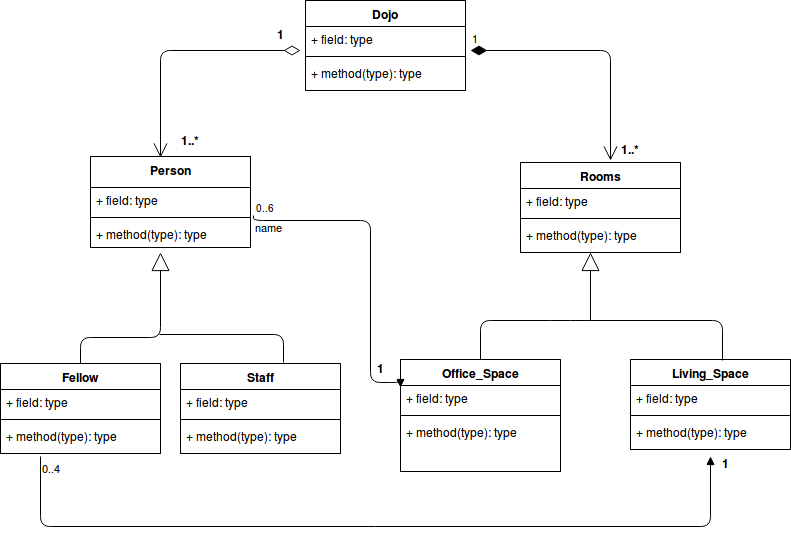 Dojo
+ field: type
+ method(type): type
1
1
1..*
1..*
Person
+ field: type
+ method(type): type
Rooms
+ field: type
+ method(type): type
0..6
name
1
Fellow
+ field: type
+ method(type): type
Staff
+ field: type
+ method(type): type
Office_Space
+ field: type
+ method(type): type
Living_Space
+ field: type
+ method(type): type
0..4
1